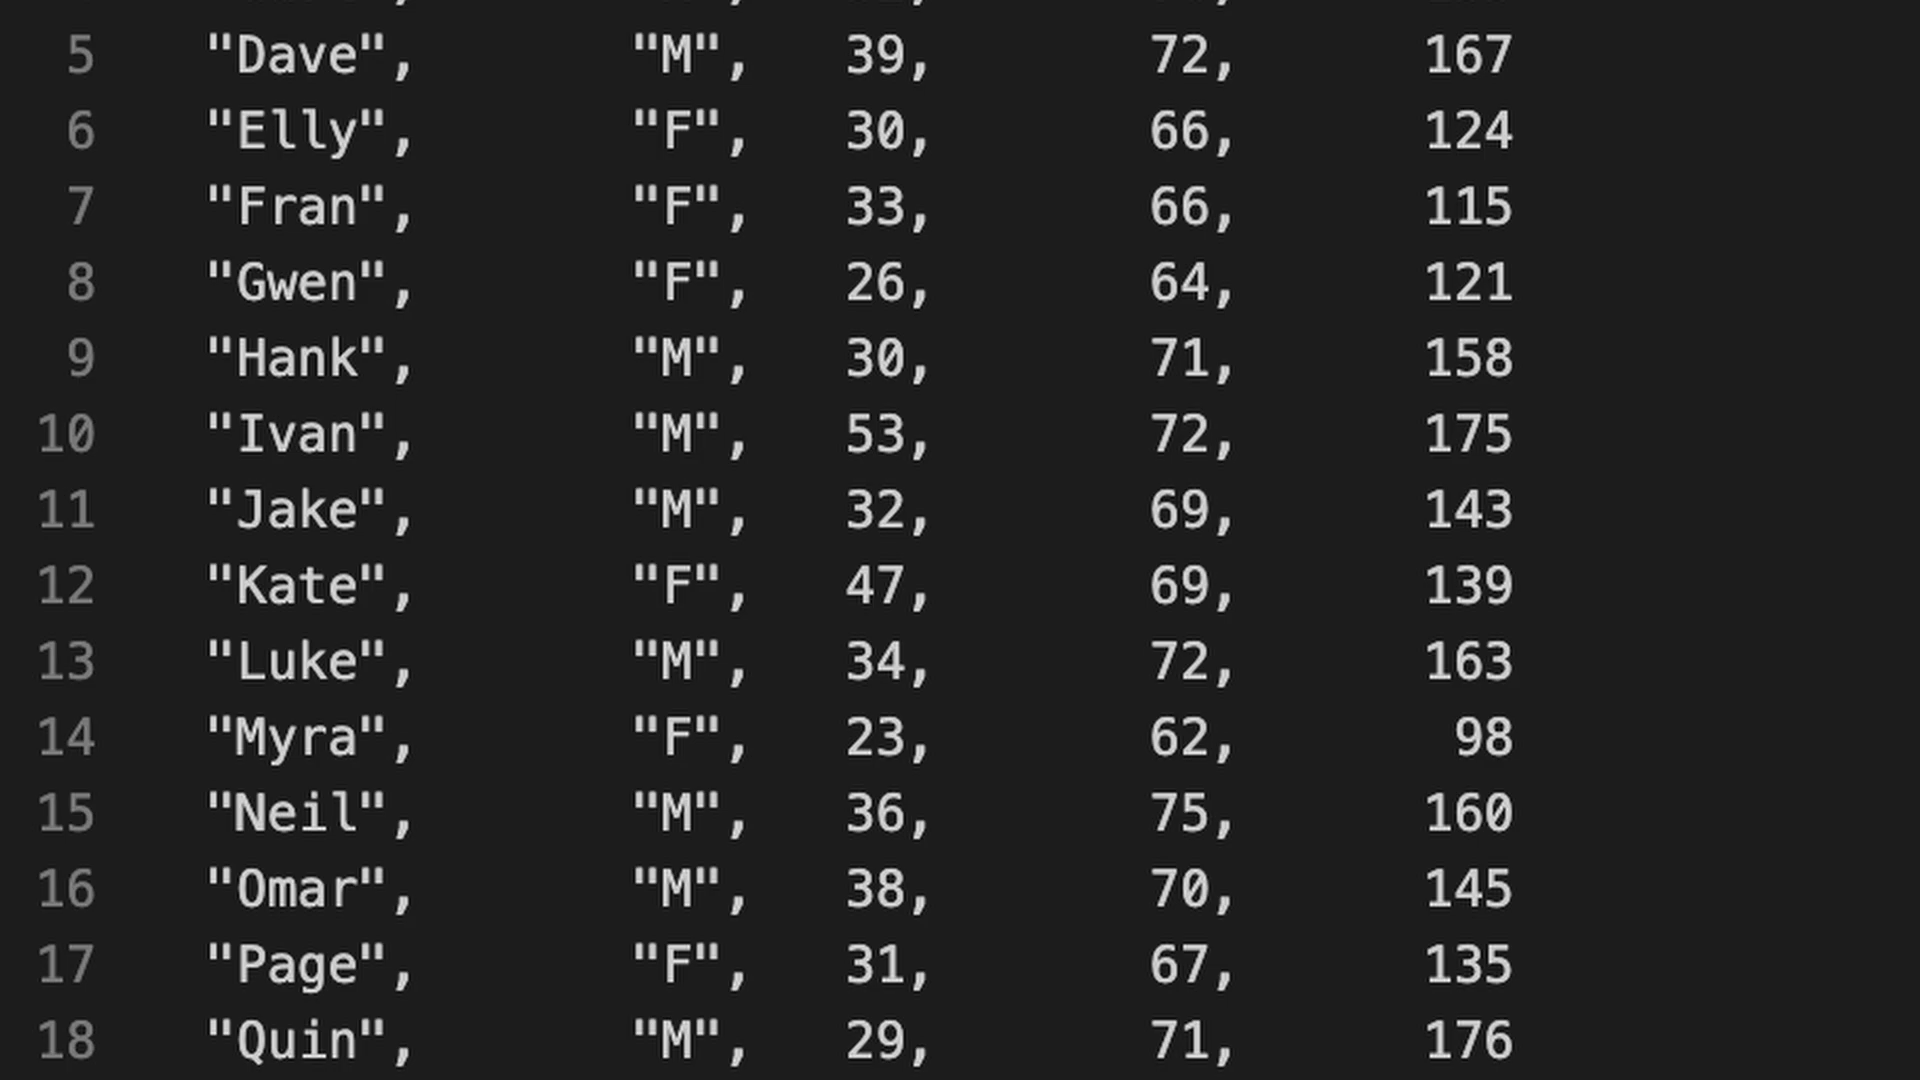 5 "Dave", "M", 39, 72, 167
6 "Elly", "F", 30, 66, 124
7 "Fran", "F", 33, 66, 115
8 "Gwen", "F", 26, 64, 121
9 "Hank", "M", 30, 71, 158
10 "Ivan", "M", 53, 72, 175
11 "Jake", "M", 32, 69, 143
12 "Kate", "F", 47, 69, 139
13 "Luke", "M", 34, 72, 163
14 "Myra", "F", 23, 62, 98
15 "Neil", "M", 36, 75, 160
16 "Omar", "M", 38, 70, 145
17 "Page", "F", 31, 67, 135
18 "Quin", "M", 29, 71, 176